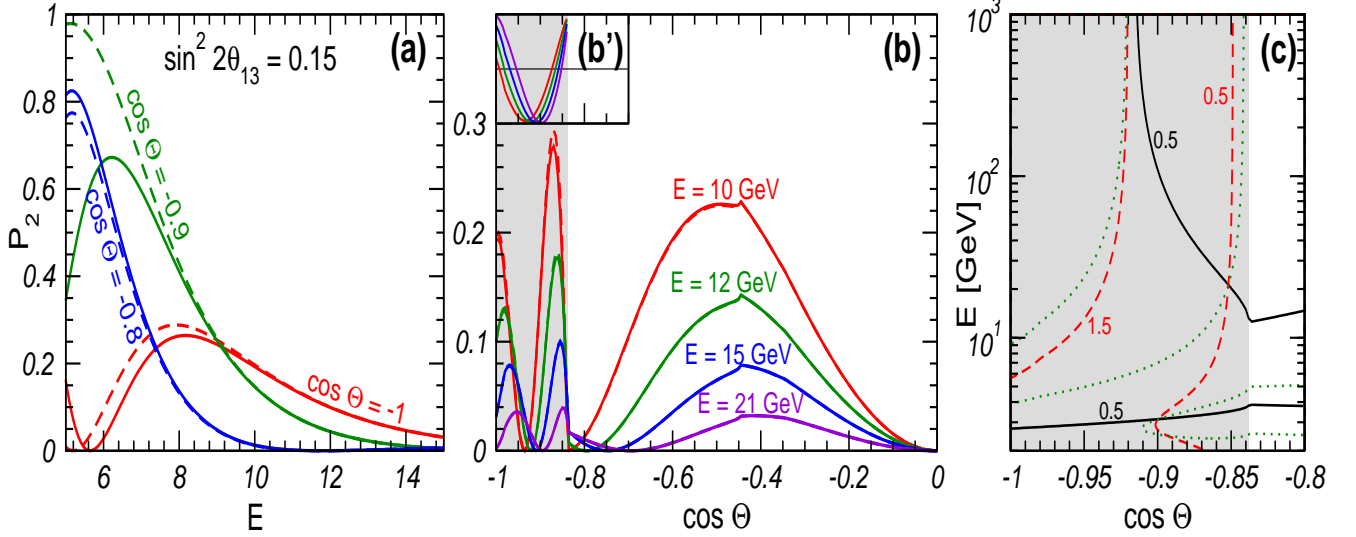 sin² 2θ₁₃ = 0.15
(a)
P₂
1
0.8
0.6
0.4
0.2
0
cos Θ = -0.9
cos Θ = -0.8
cos Θ = -1
6
8
10
12
14
E
(b')
(b)
0.3
0.2
0.1
0
E = 10 GeV
E = 12 GeV
E = 15 GeV
E = 21 GeV
-1
-0.8
-0.6
-0.4
-0.2
0
cos Θ
(c)
E [GeV]
10³
10²
10¹
0.5
0.5
1.5
0.5
-1
-0.95
-0.9
-0.85
-0.8
cos Θ